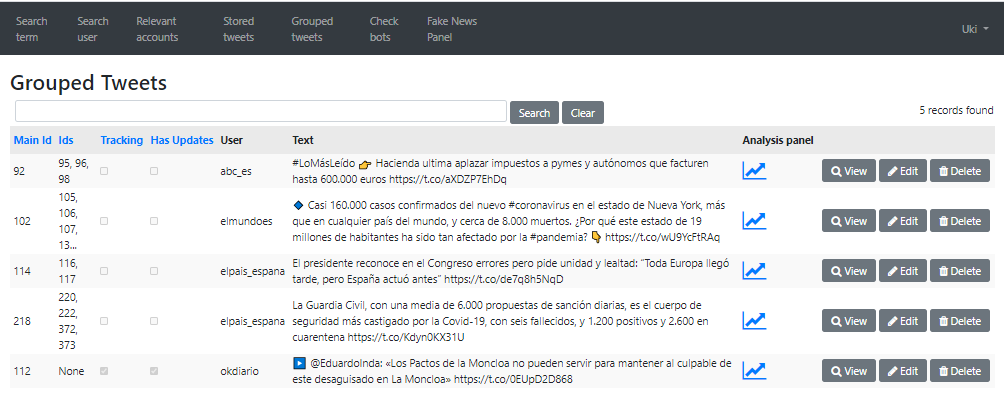 Search term
Search user
Relevant accounts
Stored tweets
Grouped tweets
Check bots
Fake News Panel
Uki
Grouped Tweets
Search Clear 5 records found
Main Id Ids Tracking Has Updates User Text Analysis panel
92
95, 96,
98
abc_es
#LoMásLeído 👉 Hacienda ultima aplazar impuestos a pymes y autónomos que facturen
hasta 600.000 euros https://t.co/aXDZP7EhDq
View Edit Delete
102
105,
106,
107,
13...
elmundoes
🔹 Casi 160.000 casos confirmados del nuevo #coronavirus en el estado de Nueva York, más
que en cualquier país del mundo, y cerca de 8.000 muertos. ¿Por qué este estado de 19
millones de habitantes ha sido tan afectado por la #pandemia? 👇 https://t.co/wU9YcFtRAq
View Edit Delete
114
116,
117
elpais_espana
El presidente reconoce en el Congreso errores pero pide unidad y lealtad: “Toda Europa llegó
tarde, pero España actuó antes” https://t.co/de7q8h5NqD
View Edit Delete
218
220,
222,
372,
373
elpais_espana
La Guardia Civil, con una media de 6.000 propuestas de sanción diarias, es el cuerpo de
seguridad más castigado por la Covid-19, con seis fallecidos, y 1.200 positivos y 2.600 en
cuarentena https://t.co/Kdyn0KX31U
View Edit Delete
112
None
okdiario
▶️ @EduardoInda: «Los Pactos de la Moncloa no pueden servir para mantener al culpable de
este desaguisado en La Moncloa» https://t.co/0EUpD2D868
View Edit Delete